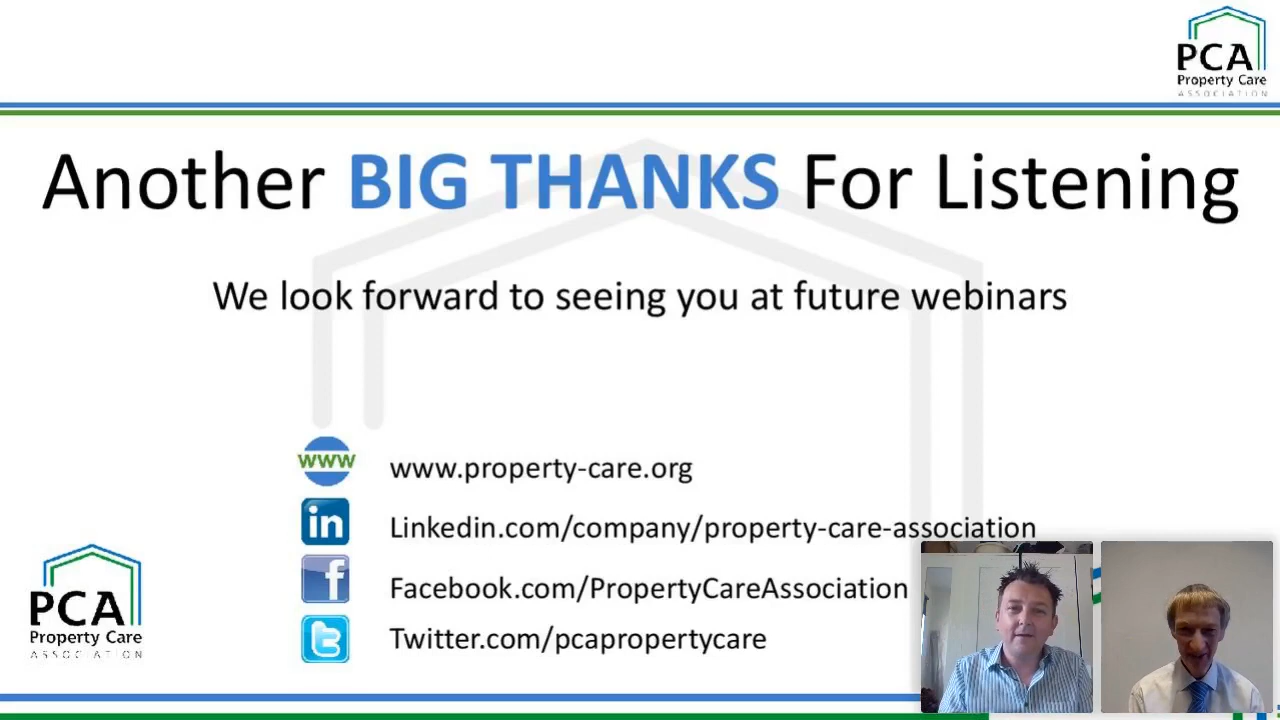 PCA
Property Care
ASSOCIATION
Another BIG THANKS For Listening
We look forward to seeing you at future webinars
www
www.property-care.org
in
Linkedin.com/company/property-care-association
f
Facebook.com/PropertyCareAssociation
t
Twitter.com/pcapropertycare
PCA
Property Care
ASSOCIATION